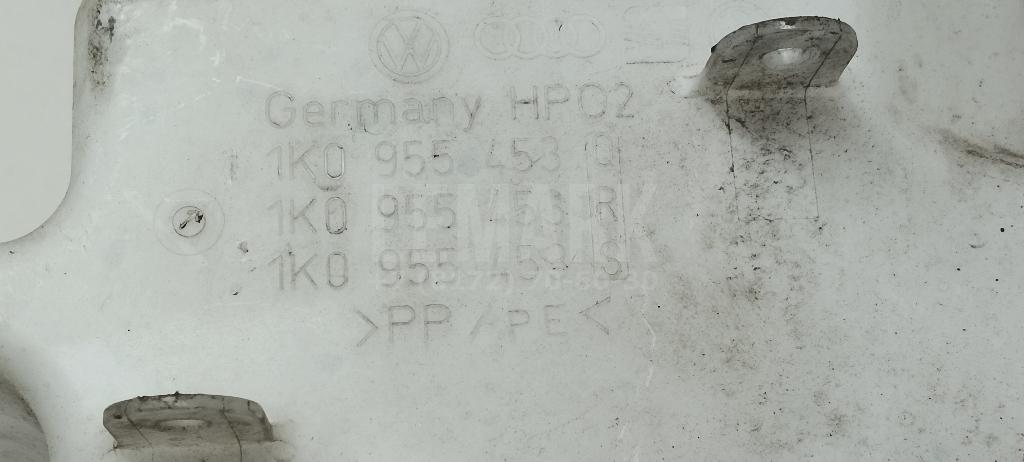 Germany HPO2
1K0 955 453 Q
1K0 955 453 R
1K0 955 453 S
>PP/PE<